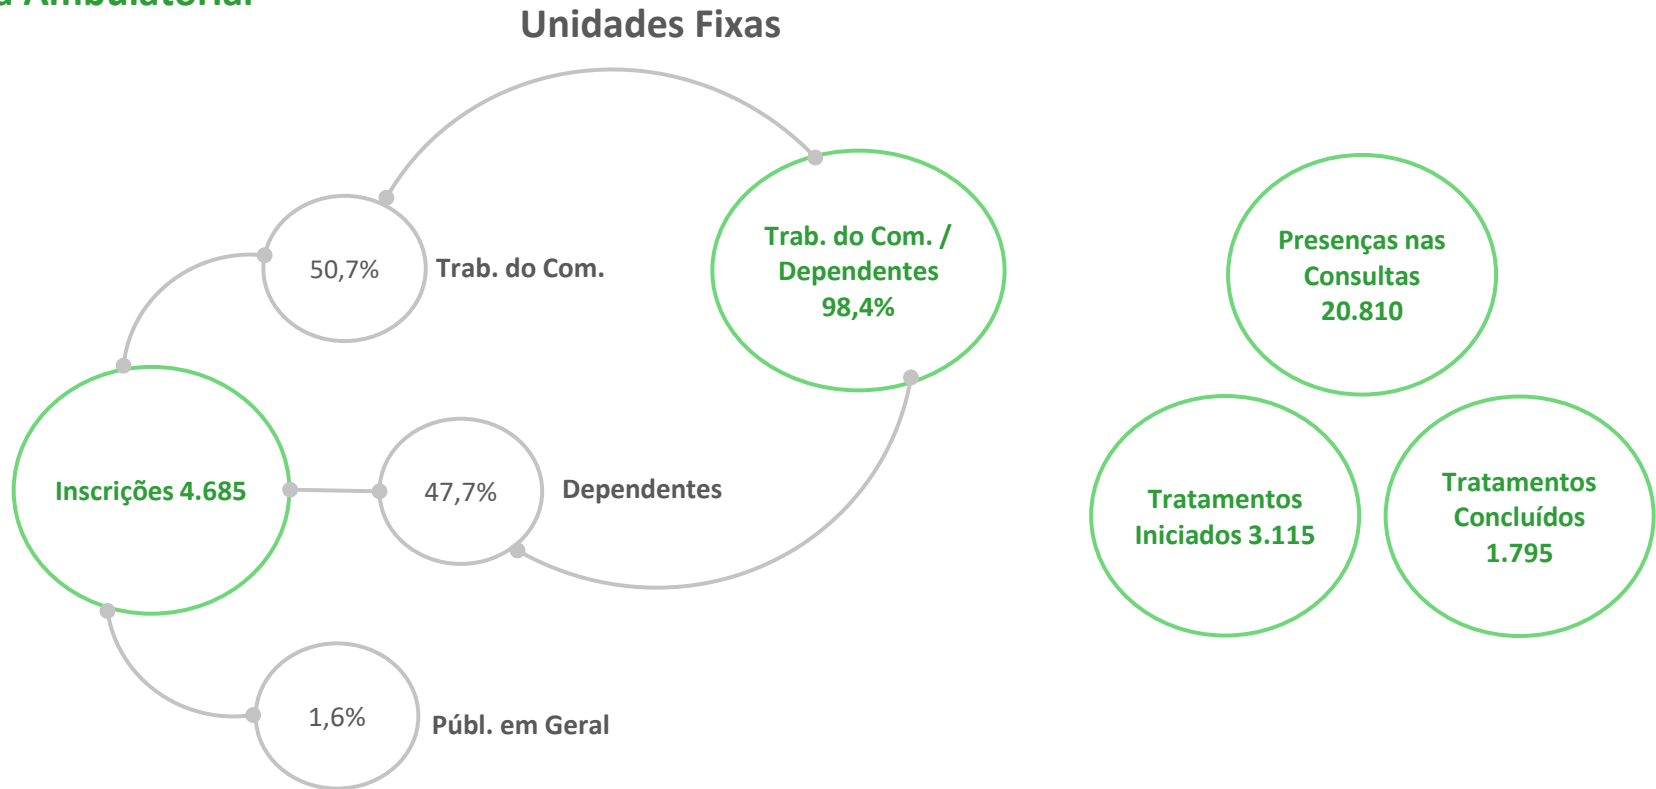 Ambulatorial
Unidades Fixas
50,7%
Trab. do Com.
Trab. do Com. /
Dependentes
98,4%
Inscrições 4.685
47,7%
Dependentes
1,6%
Públ. em Geral
Presenças nas
Consultas
20.810
Tratamentos
Iniciados 3.115
Tratamentos
Concluídos
1.795